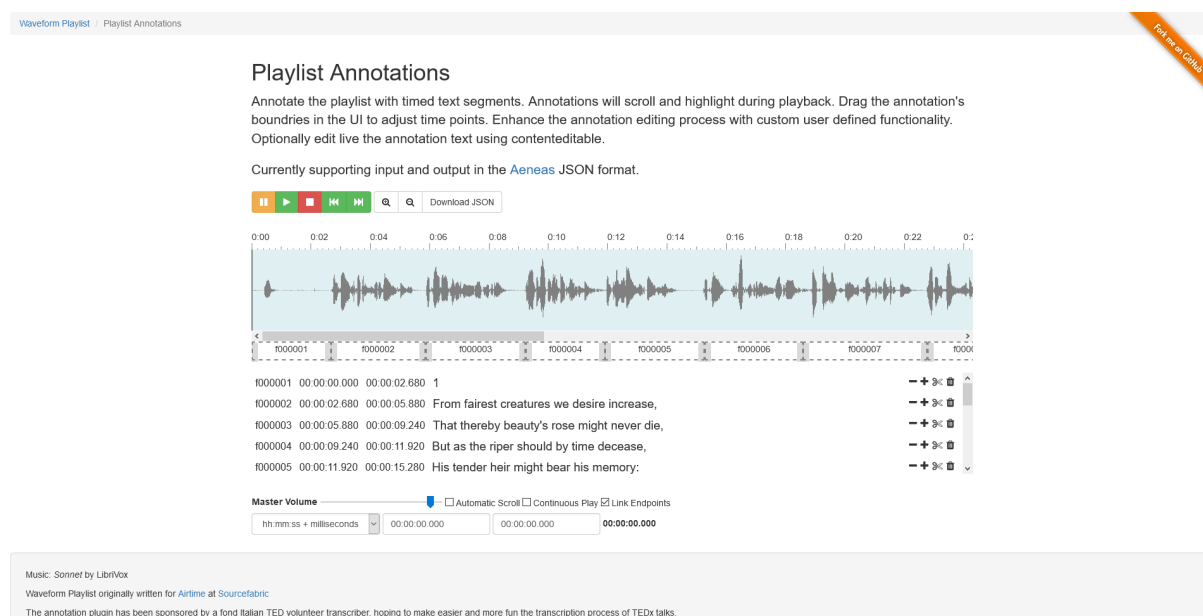 Waveform Playlist / Playlist Annotations
Fork me on GitHub
Playlist Annotations
Annotate the playlist with timed text segments. Annotations will scroll and highlight during playback. Drag the annotation's
boundries in the UI to adjust time points. Enhance the annotation editing process with custom user defined functionality.
Optionally edit live the annotation text using contenteditable.
Currently supporting input and output in the Aeneas JSON format.
Download JSON
0:00 0:02 0:04 0:06 0:08 0:10 0:12 0:14 0:16 0:18 0:20 0:22 0:2
f000001 f000002 f000003 f000004 f000005 f000006 f000007 f0000
f000001 00:00:00.000 00:00:02.680 1
f000002 00:00:02.680 00:00:05.880 From fairest creatures we desire increase,
f000003 00:00:05.880 00:00:09.240 That thereby beauty's rose might never die,
f000004 00:00:09.240 00:00:11.920 But as the riper should by time decease,
f000005 00:00:11.920 00:00:15.280 His tender heir might bear his memory:
Master Volume Automatic Scroll Continuous Play Link Endpoints
hh:mm:ss + milliseconds 00:00:00.000 00:00:00.000 00:00:00.000
Music: Sonnet by LibriVox
Waveform Playlist originally written for Airtime at Sourcefabric
The annotation plugin has been sponsored by a fond Italian TED volunteer transcriber, hoping to make easier and more fun the transcription process of TEDx talks.